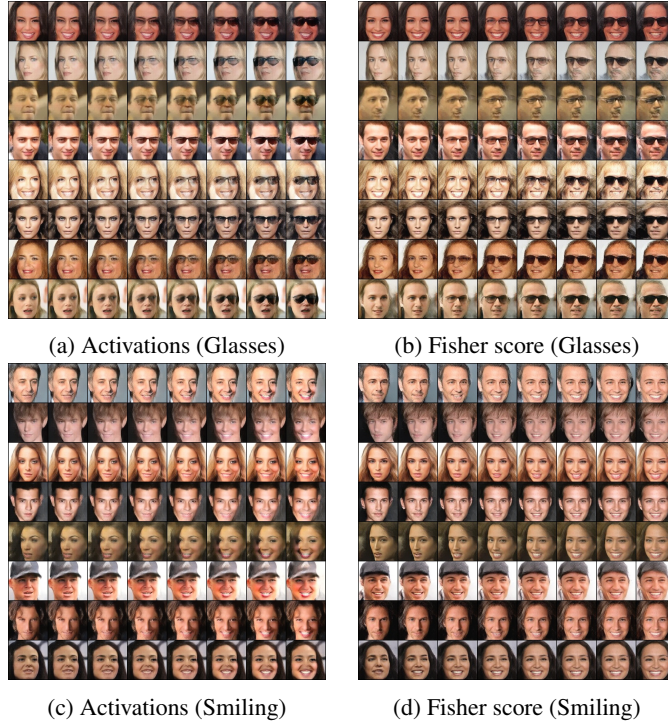 (a) Activations (Glasses)
(b) Fisher score (Glasses)
(c) Activations (Smiling)
(d) Fisher score (Smiling)